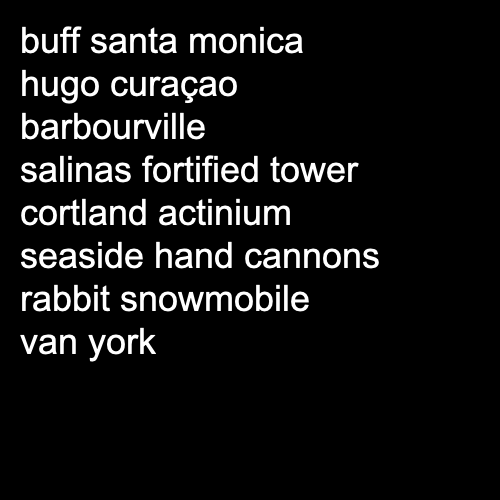 buff santa monica
hugo curaçao
barbourville
salinas fortified tower
cortland actinium
seaside hand cannons
rabbit snowmobile
van york